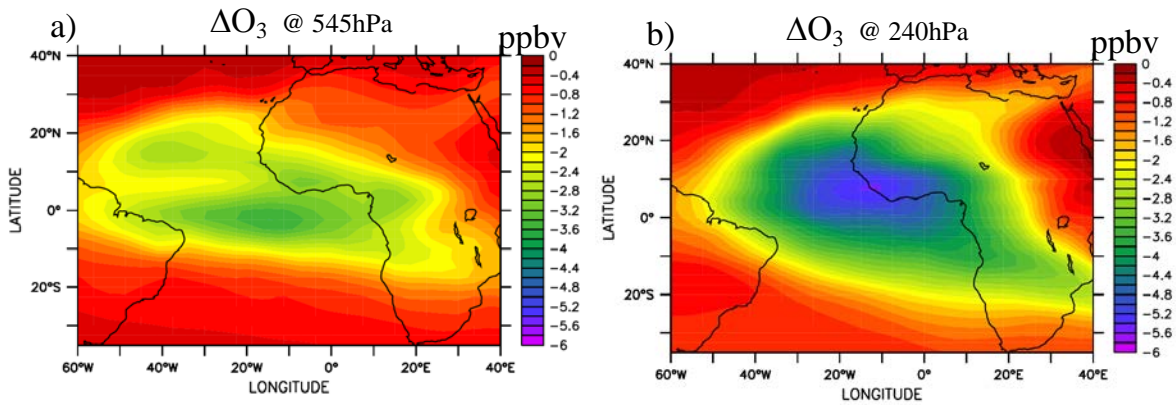 a) ΔO₃ @ 545hPa ppbv
40°N
20°N
0°
20°S
LATITUDE
60°W 40°W 20°W 0° 20°E 40°E
LONGITUDE
0
-0.4
-0.8
-1.2
-1.6
-2
-2.4
-2.8
-3.2
-3.6
-4
-4.4
-4.8
-5.2
-5.6
-6
b) ΔO₃ @ 240hPa ppbv
40°N
20°N
0°
20°S
LATITUDE
60°W 40°W 20°W 0° 20°E 40°E
LONGITUDE
0
-0.4
-0.8
-1.2
-1.6
-2
-2.4
-2.8
-3.2
-3.6
-4
-4.4
-4.8
-5.2
-5.6
-6